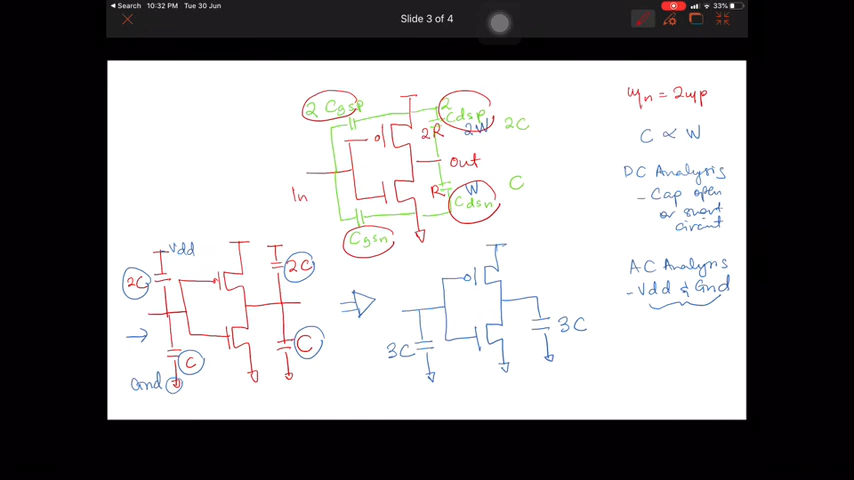 Search 10:32 PM Tue 30 Jun
33%
Slide 3 of 4
2 Cgsp
2 Cdsp
2R 2W 2C
Out
In
R W
C
Cdsn
Cgsn
μn = 2μp
C ∝ W
DC Analysis
- Cap open
or short
circuit
AC Analysis
- Vdd & Gnd
Vdd
2C
2C
C
C
Gnd
3C
3C